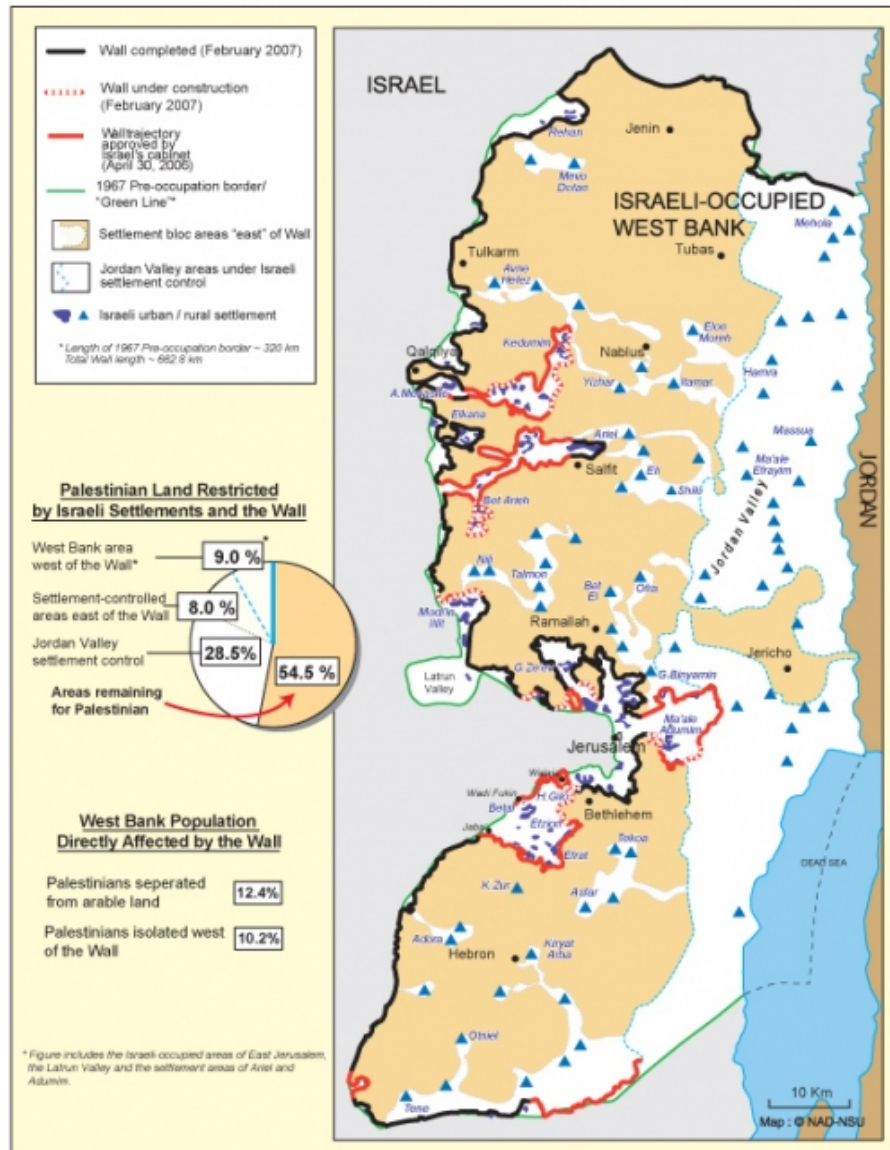 Wall completed (February 2007)
Wall under construction
(February 2007)
Walltrajectory
approved by
Israel's cabinet
(April 30, 2006)
1967 Pre-occupation border/
"Green Line"*
Settlement bloc areas "east" of Wall
Jordan Valley areas under Israeli
settlement control
Israeli urban / rural settlement
* Length of 1967 Pre-occupation border ~ 320 km
Total Wall length ~ 662.8 km
Palestinian Land Restricted
by Israeli Settlements and the Wall
West Bank area
west of the Wall*
9.0 %
*
Settlement-controlled
areas east of the Wall
8.0 %
Jordan Valley
settlement control
28.5%
54.5 %
Areas remaining
for Palestinian
West Bank Population
Directly Affected by the Wall
Palestinians seperated
from arable land
12.4%
Palestinians isolated west
of the Wall
10.2%
* Figure includes the Israeli-occupied areas of East Jerusalem,
the Latrun Valley and the settlement areas of Ariel and
Adumim.
ISRAEL
Rehan
Jenin
Mevo
Dotan
ISRAELI-OCCUPIED
WEST BANK
Mehola
Tulkarm
Tubas
Avne
Hefez
Elon
Moreh
Kedumim
Nablus
Qalqilya
Hamra
Yizhar
Itamar
Elkana
Ariel
Massua
Salfit
Eli
Ma'ale
Efrayim
Shilo
JORDAN
Bet Arieh
Jordan Valley
Nili
Talmon
Bet
El
Ofra
Modi'in
Illit
Ramallah
Jericho
G.Ze'ev
G.Binyamin
Latrun
Valley
Ma'ale
Adumim
Jerusalem
Walaja
Wadi Fukin
H.Gilo
Betar
Bethlehem
Etzion
Jaba
Efrat
Tekoa
DEAD SEA
K.Zur
Asfar
Adora
Kiryat
Arba
Hebron
Otniel
Tene
10 Km
Map : © NAD-NSU